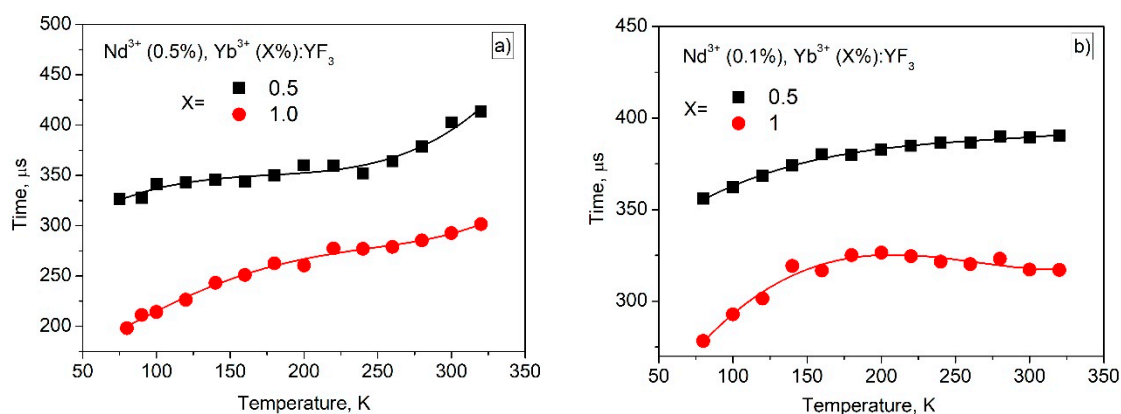 a)
Nd³⁺ (0.5%), Yb³⁺ (X%):YF₃
X=
0.5
1.0
Time, μs
500
450
400
350
300
250
200
50 100 150 200 250 300 350
Temperature, K
b)
Nd³⁺ (0.1%), Yb³⁺ (X%):YF₃
X=
0.5
1
Time, μs
450
400
350
300
50 100 150 200 250 300 350
Temperature, K